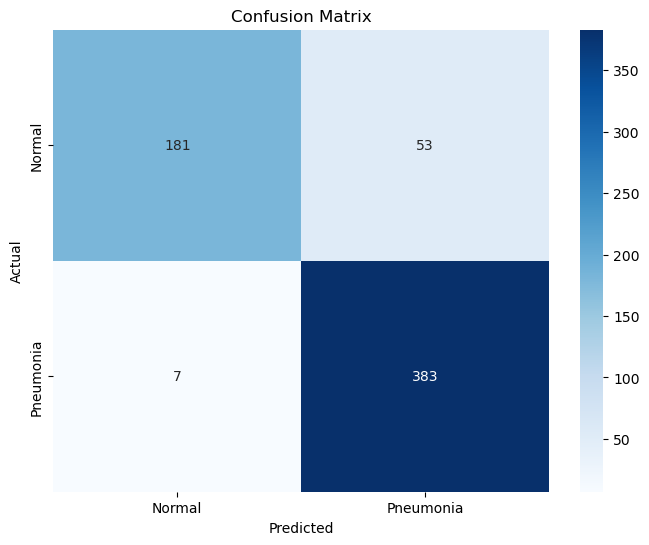 Confusion Matrix
Actual
Normal
Pneumonia
181
53
7
383
Normal
Pneumonia
Predicted
350
300
250
200
150
100
50